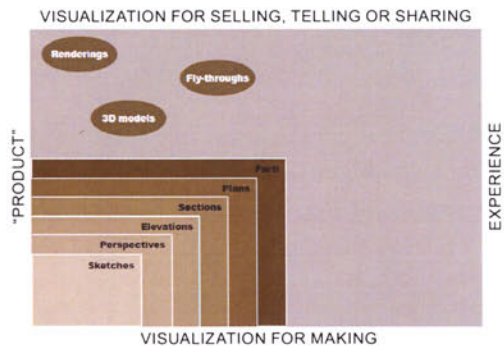 VISUALIZATION FOR SELLING, TELLING OR SHARING
Renderings
Fly-throughs
3D models
"PRODUCT"
EXPERIENCE
Parti
Plans
Sections
Elevations
Perspectives
Sketches
VISUALIZATION FOR MAKING